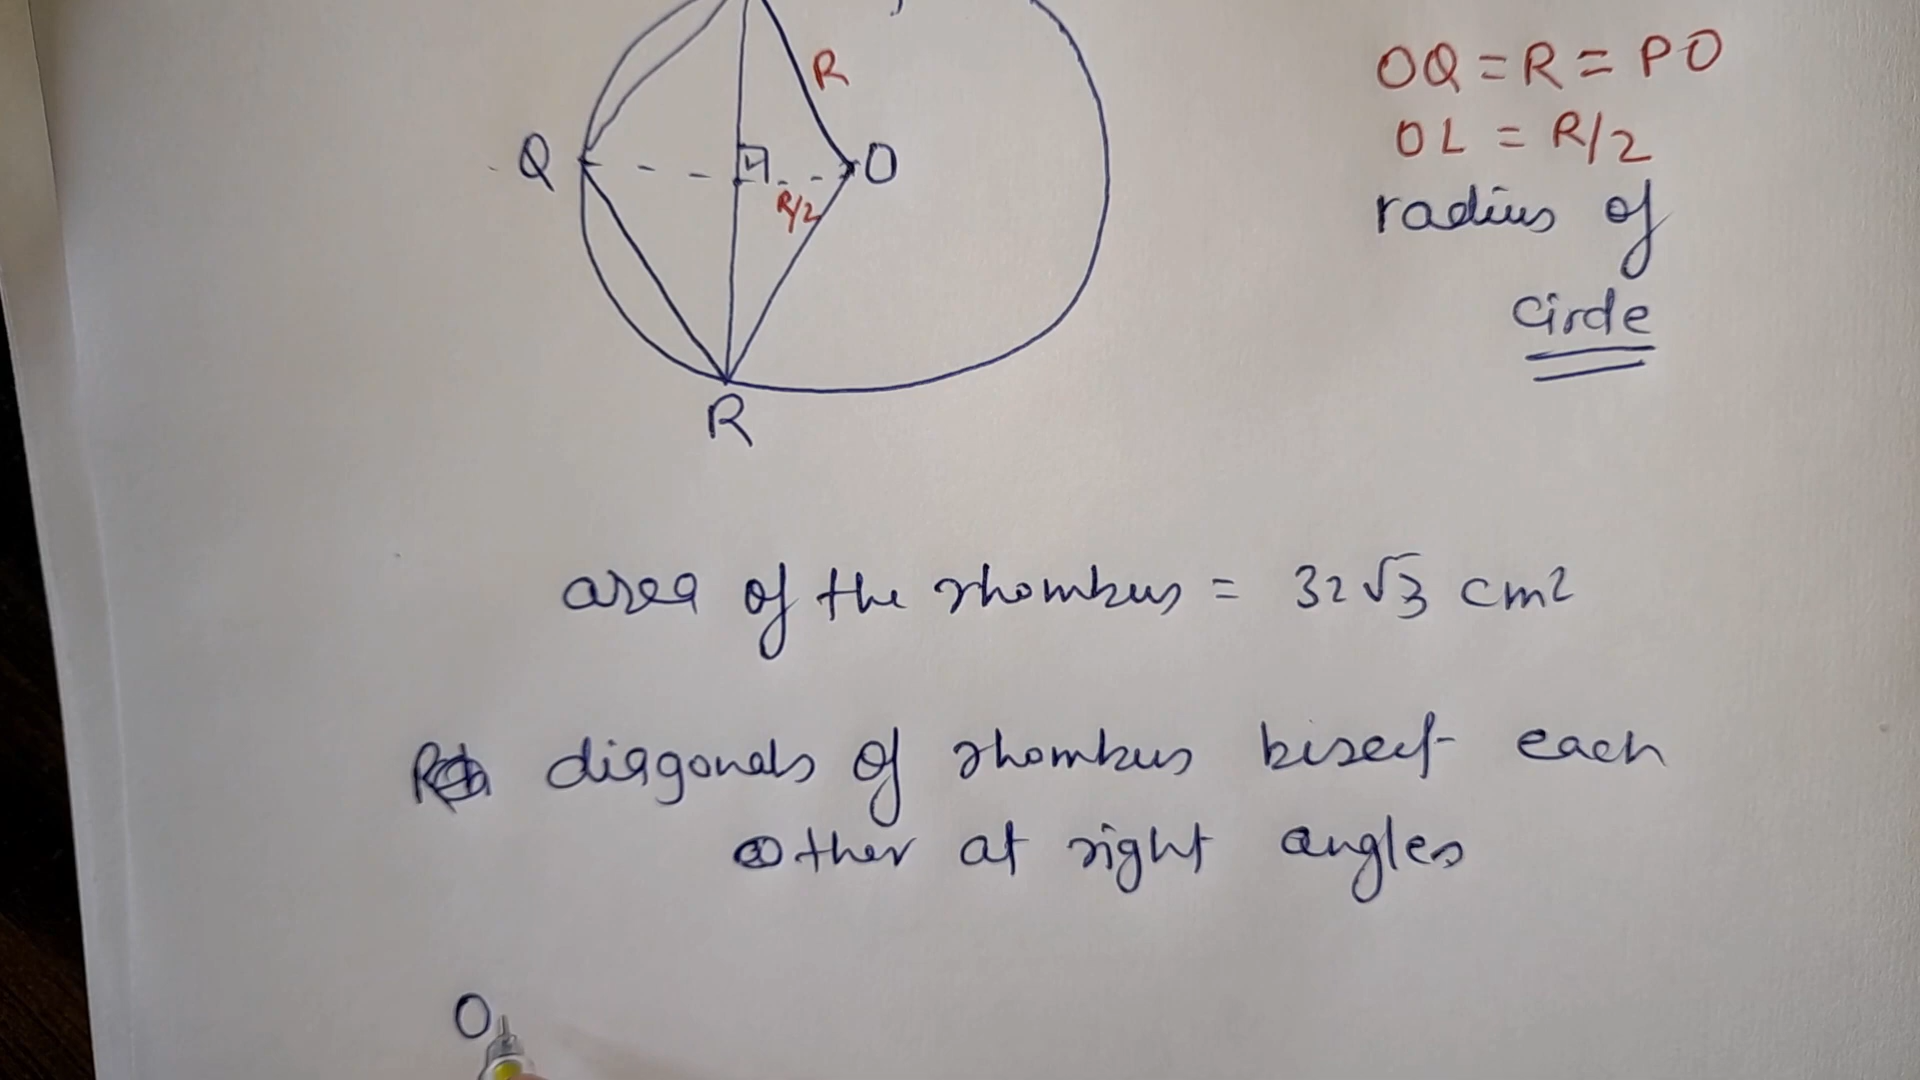 OQ = R = PO
OL = R/2
radius of
Circle
R
Q
O
R/2
R
area of the rhombus = 32√3 cm2
diagonals of rhombus bisect each
other at right angles
O